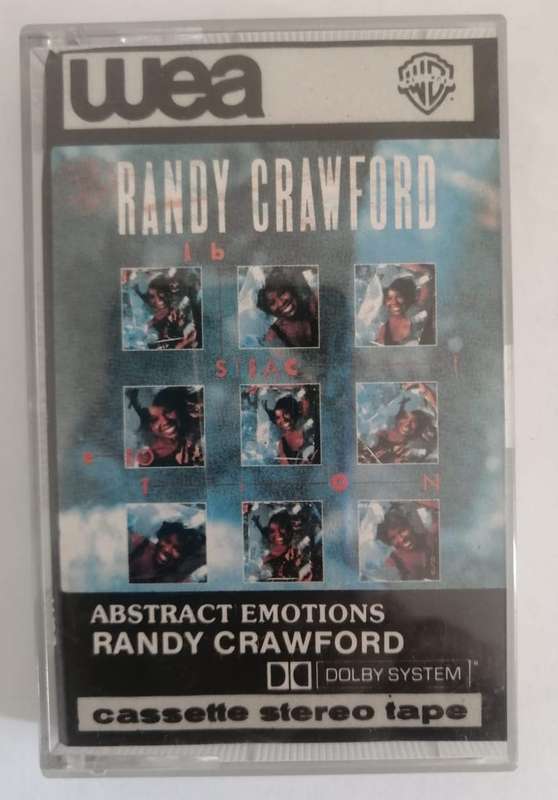 wea
RANDY CRAWFORD
ABSTRACT EMOTIONS
RANDY CRAWFORD
DOLBY SYSTEM
cassette stereo tape